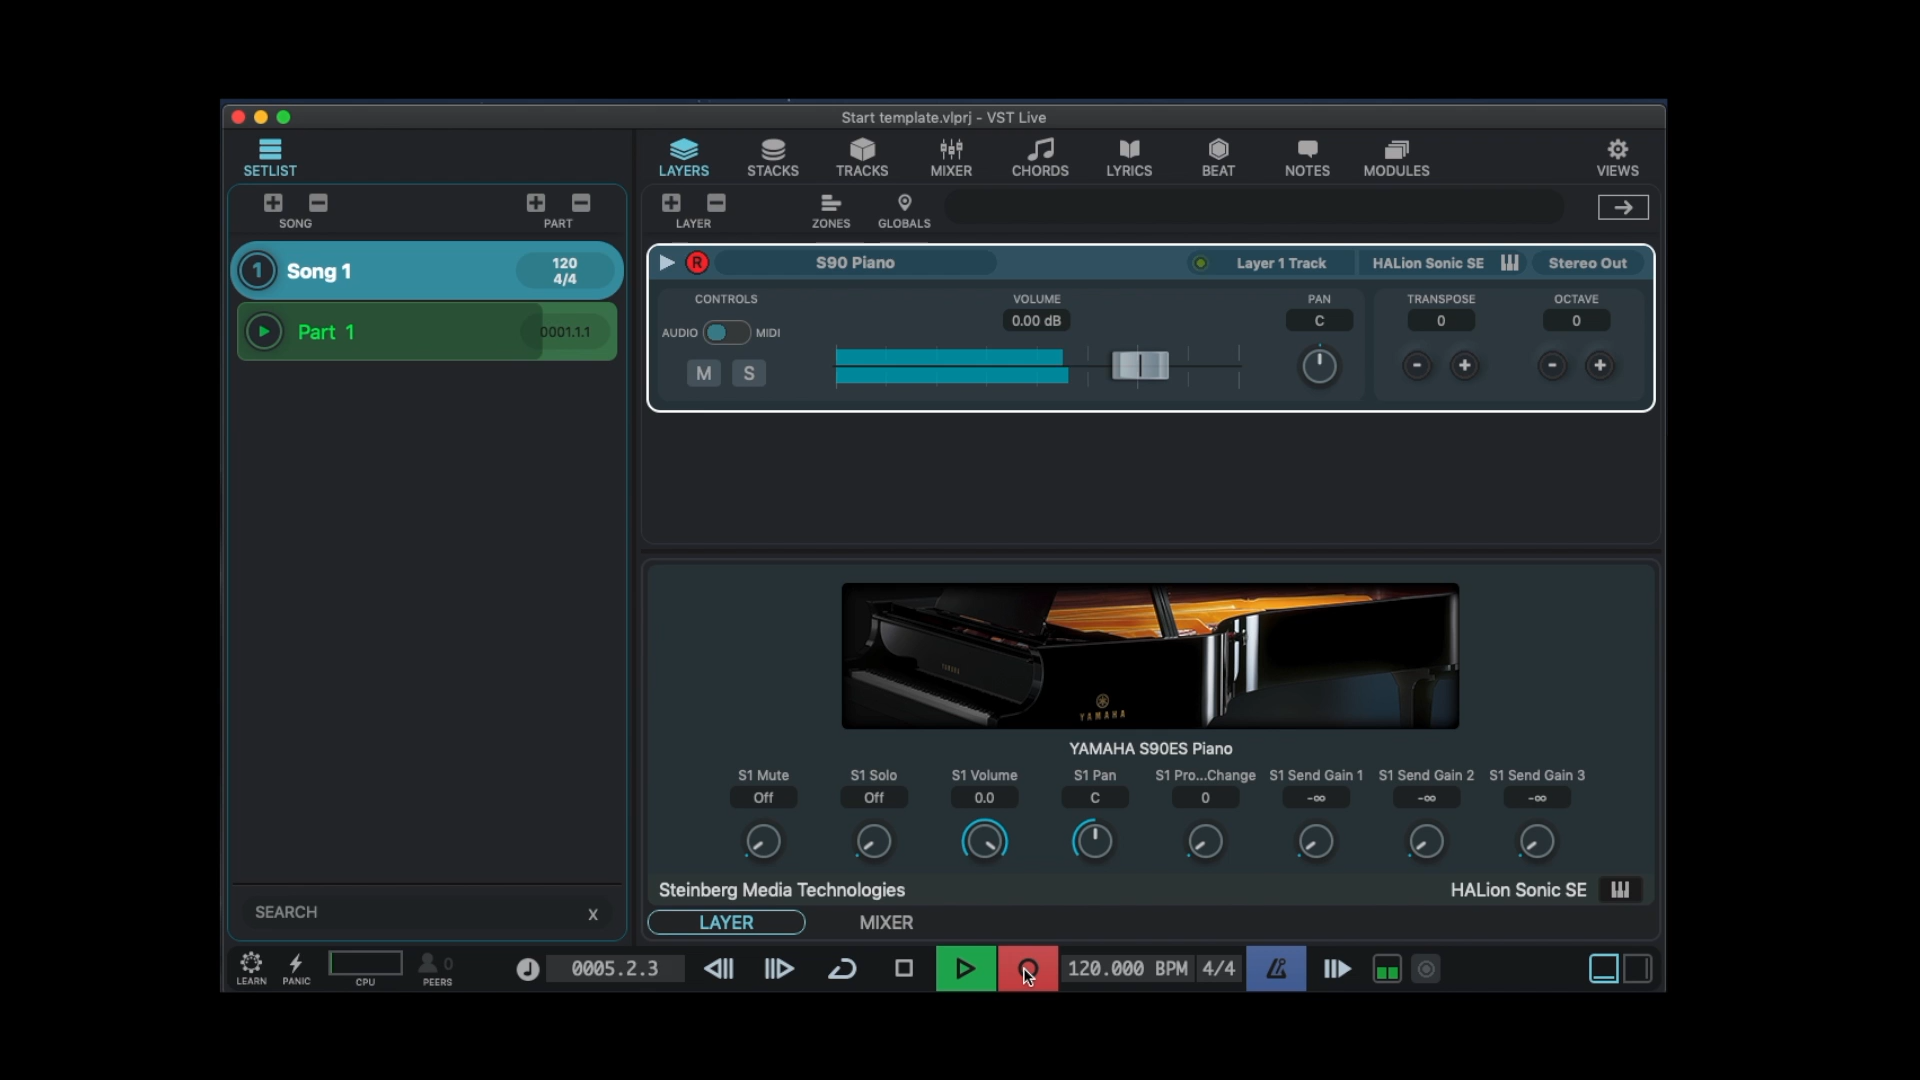 Start template.vlprj - VST Live
SETLIST
LAYERS
STACKS
TRACKS
MIXER
CHORDS
LYRICS
BEAT
NOTES
MODULES
VIEWS
SONG
PART
LAYER
ZONES
GLOBALS
1
Song 1
120
4/4
Part 1
0001.1.1
R
S90 Piano
Layer 1 Track
HALion Sonic SE
Stereo Out
CONTROLS
VOLUME
PAN
TRANSPOSE
OCTAVE
0.00 dB
C
0
0
AUDIO
MIDI
M
S
YAMAHA
YAMAHA S90ES Piano
S1 Mute
S1 Solo
S1 Volume
S1 Pan
S1 Pro...Change
S1 Send Gain 1
S1 Send Gain 2
S1 Send Gain 3
Off
Off
0.0
C
0
-∞
-∞
-∞
Steinberg Media Technologies
HALion Sonic SE
SEARCH
X
LAYER
MIXER
LEARN
PANIC
CPU
0
PEERS
0005.2.3
120.000 BPM
4/4